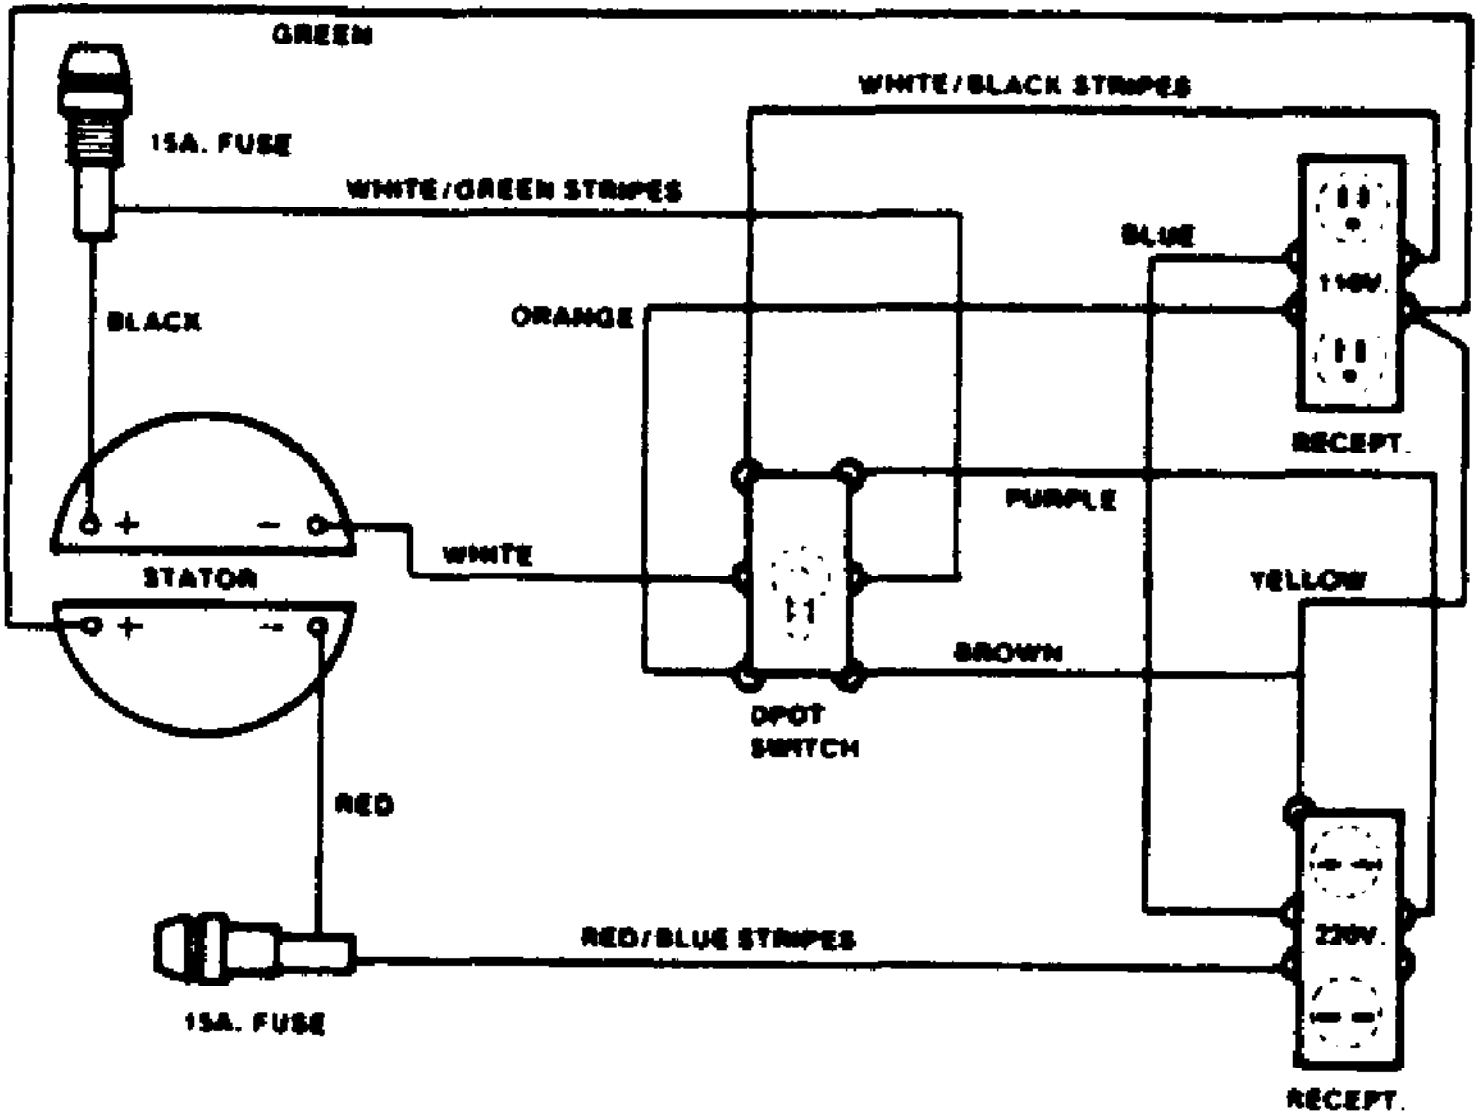 GREEN
WHITE/BLACK STRIPES
15A. FUSE
WHITE/GREEN STRIPES
BLUE
110V.
ORANGE
BLACK
RECEPT.
PURPLE
+ -
WHITE
STATOR
YELLOW
+ -
BROWN
DPDT
SWITCH
RED
220V.
RED/BLUE STRIPES
15A. FUSE
RECEPT.